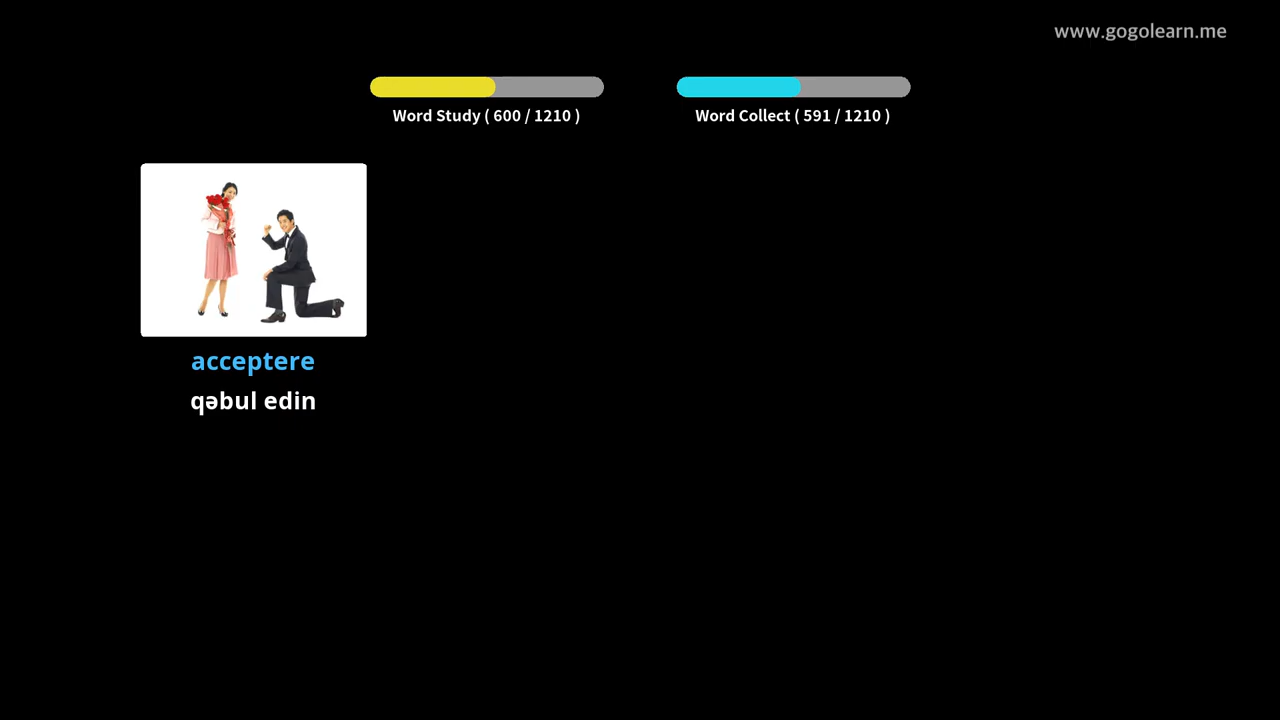 www.gogolearn.me
Word Study ( 600 / 1210 )
Word Collect ( 591 / 1210 )
acceptere
qəbul edin